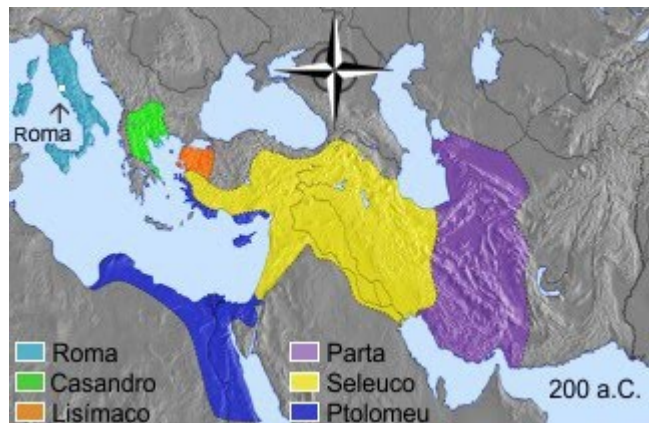 Roma
Roma
Casandro
Lisímaco
Parta
Seleuco
Ptolomeu
200 a.C.